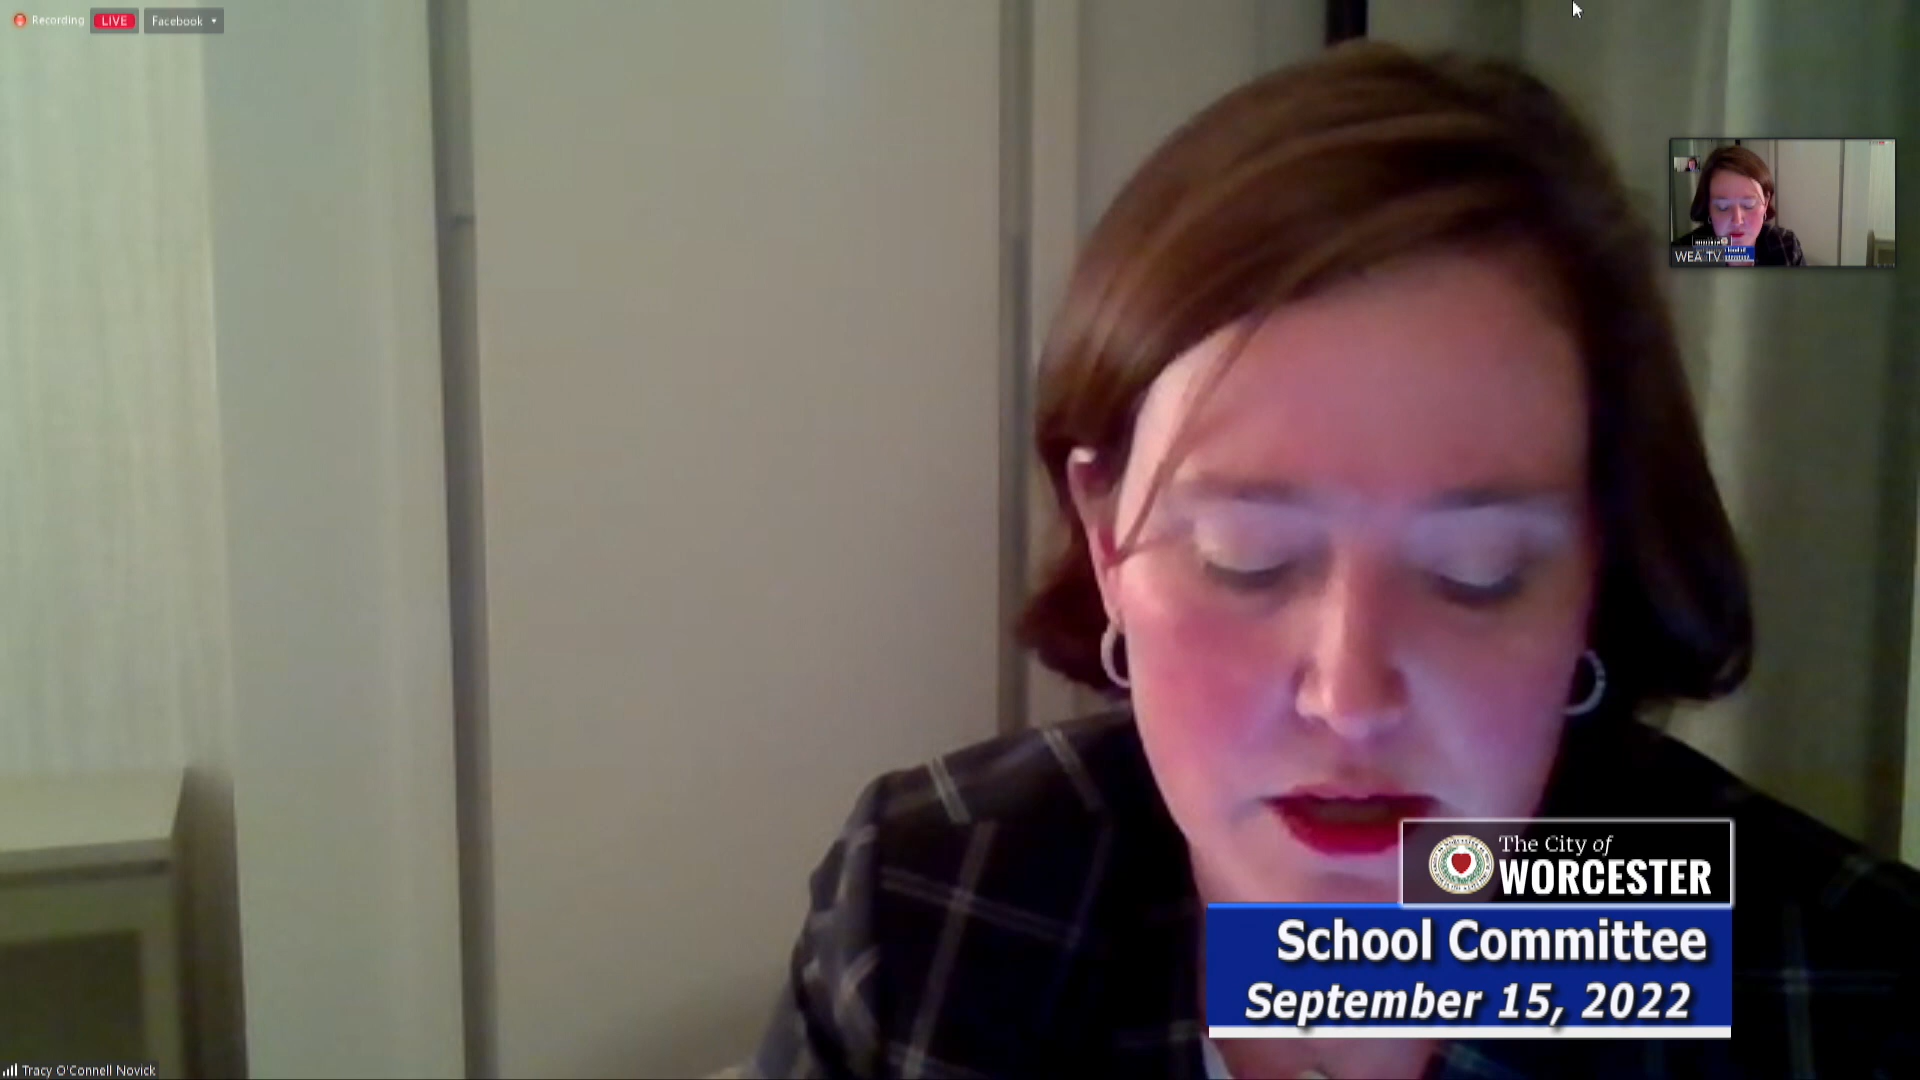 Recording LIVE Facebook
WEA TV
The City of
WORCESTER
School Committee
September 15, 2022
Tracy O'Connell Novick